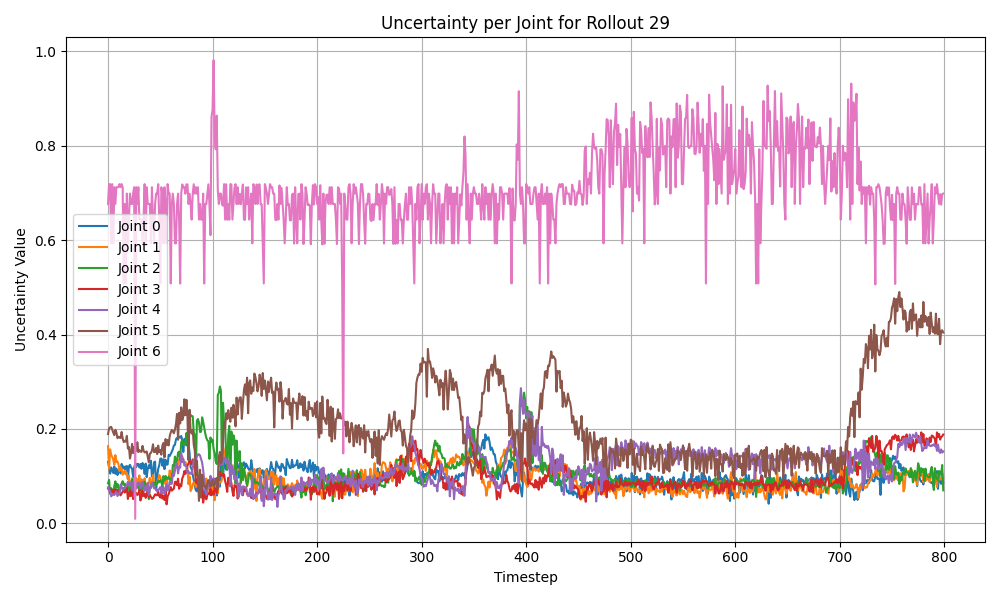 Uncertainty per Joint for Rollout 29
Uncertainty Value
1.0
0.8
0.6
0.4
0.2
0.0
Joint 0
Joint 1
Joint 2
Joint 3
Joint 4
Joint 5
Joint 6
0 100 200 300 400 500 600 700 800
Timestep